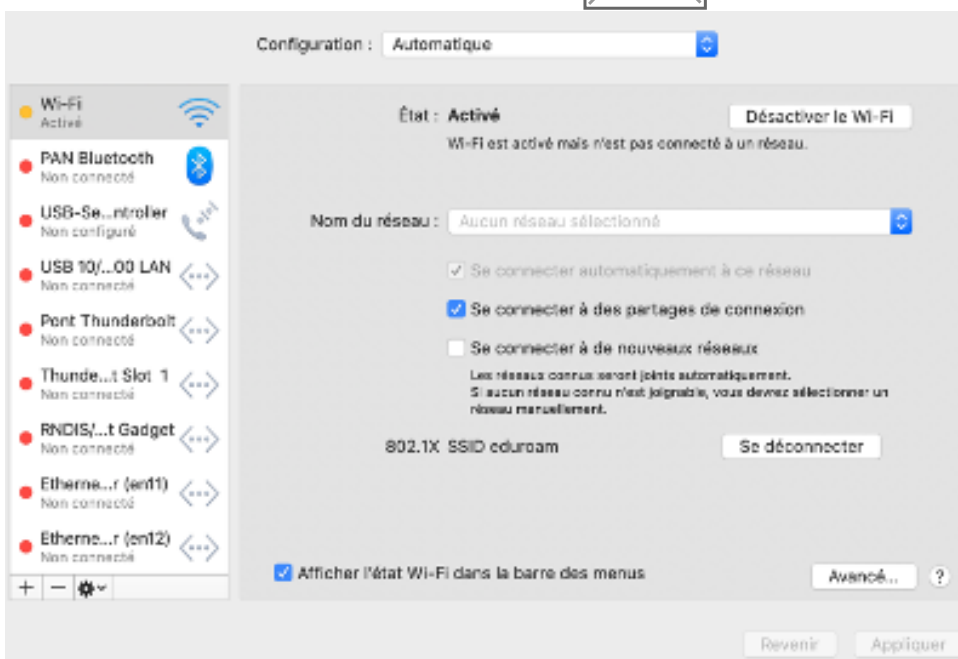 Configuration : Automatique
Wi-Fi
Activé
PAN Bluetooth
Non connecté
USB-Se...ntroller
Non configuré
USB 10/...00 LAN
Non connecté
Pont Thunderbolt
Non connecté
Thunde...t Slot 1
Non connecté
RNDIS/...t Gadget
Non connecté
Etherne...r (en11)
Non connecté
Etherne...r (en12)
Non connecté
État : Activé
Désactiver le Wi-Fi
Wi-Fi est activé mais n'est pas connecté à un réseau.
Nom du réseau : Aucun réseau sélectionné
Se connecter automatiquement à ce réseau
Se connecter à des partages de connexion
Se connecter à de nouveaux réseaux
Les réseaux connus seront joints automatiquement.
Si aucun réseau connu n'est joignable, vous devrez sélectionner un
réseau manuellement.
802.1X SSID eduroam
Se déconnecter
Afficher l'état Wi-Fi dans la barre des menus
Avancé...
?
Revenir
Appliquer